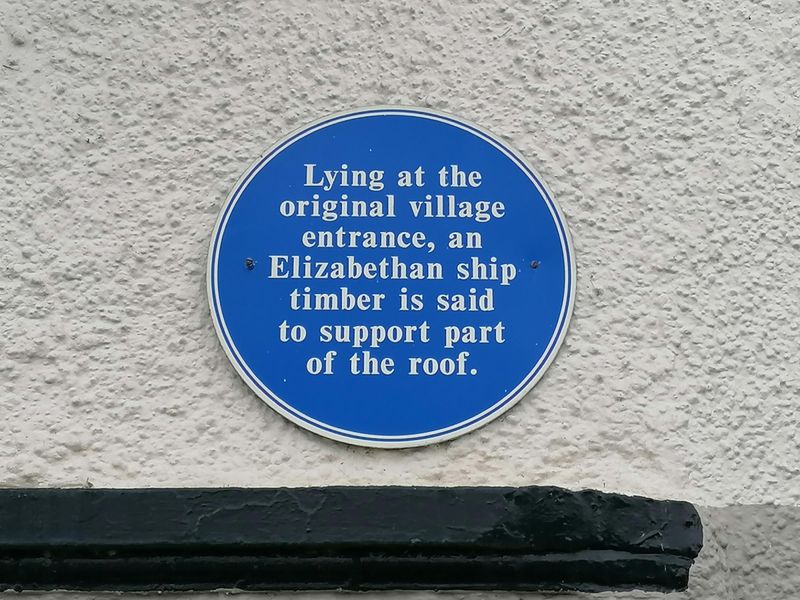 Lying at the
original village
entrance, an
Elizabethan ship
timber is said
to support part
of the roof.